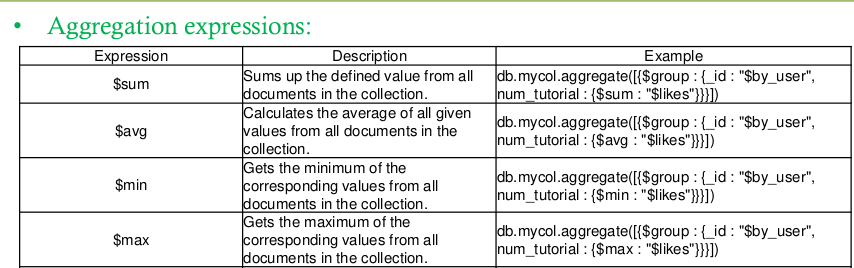 • Aggregation expressions:
Expression Description Example
$sum
Sums up the defined value from all
documents in the collection.
db.mycol.aggregate([{$group : {_id : "$by_user",
num_tutorial : {$sum : "$likes"}}}])
$avg
Calculates the average of all given
values from all documents in the
collection.
db.mycol.aggregate([{$group : {_id : "$by_user",
num_tutorial : {$avg : "$likes"}}}])
$min
Gets the minimum of the
corresponding values from all
documents in the collection.
db.mycol.aggregate([{$group : {_id : "$by_user",
num_tutorial : {$min : "$likes"}}}])
$max
Gets the maximum of the
corresponding values from all
documents in the collection.
db.mycol.aggregate([{$group : {_id : "$by_user",
num_tutorial : {$max : "$likes"}}}])